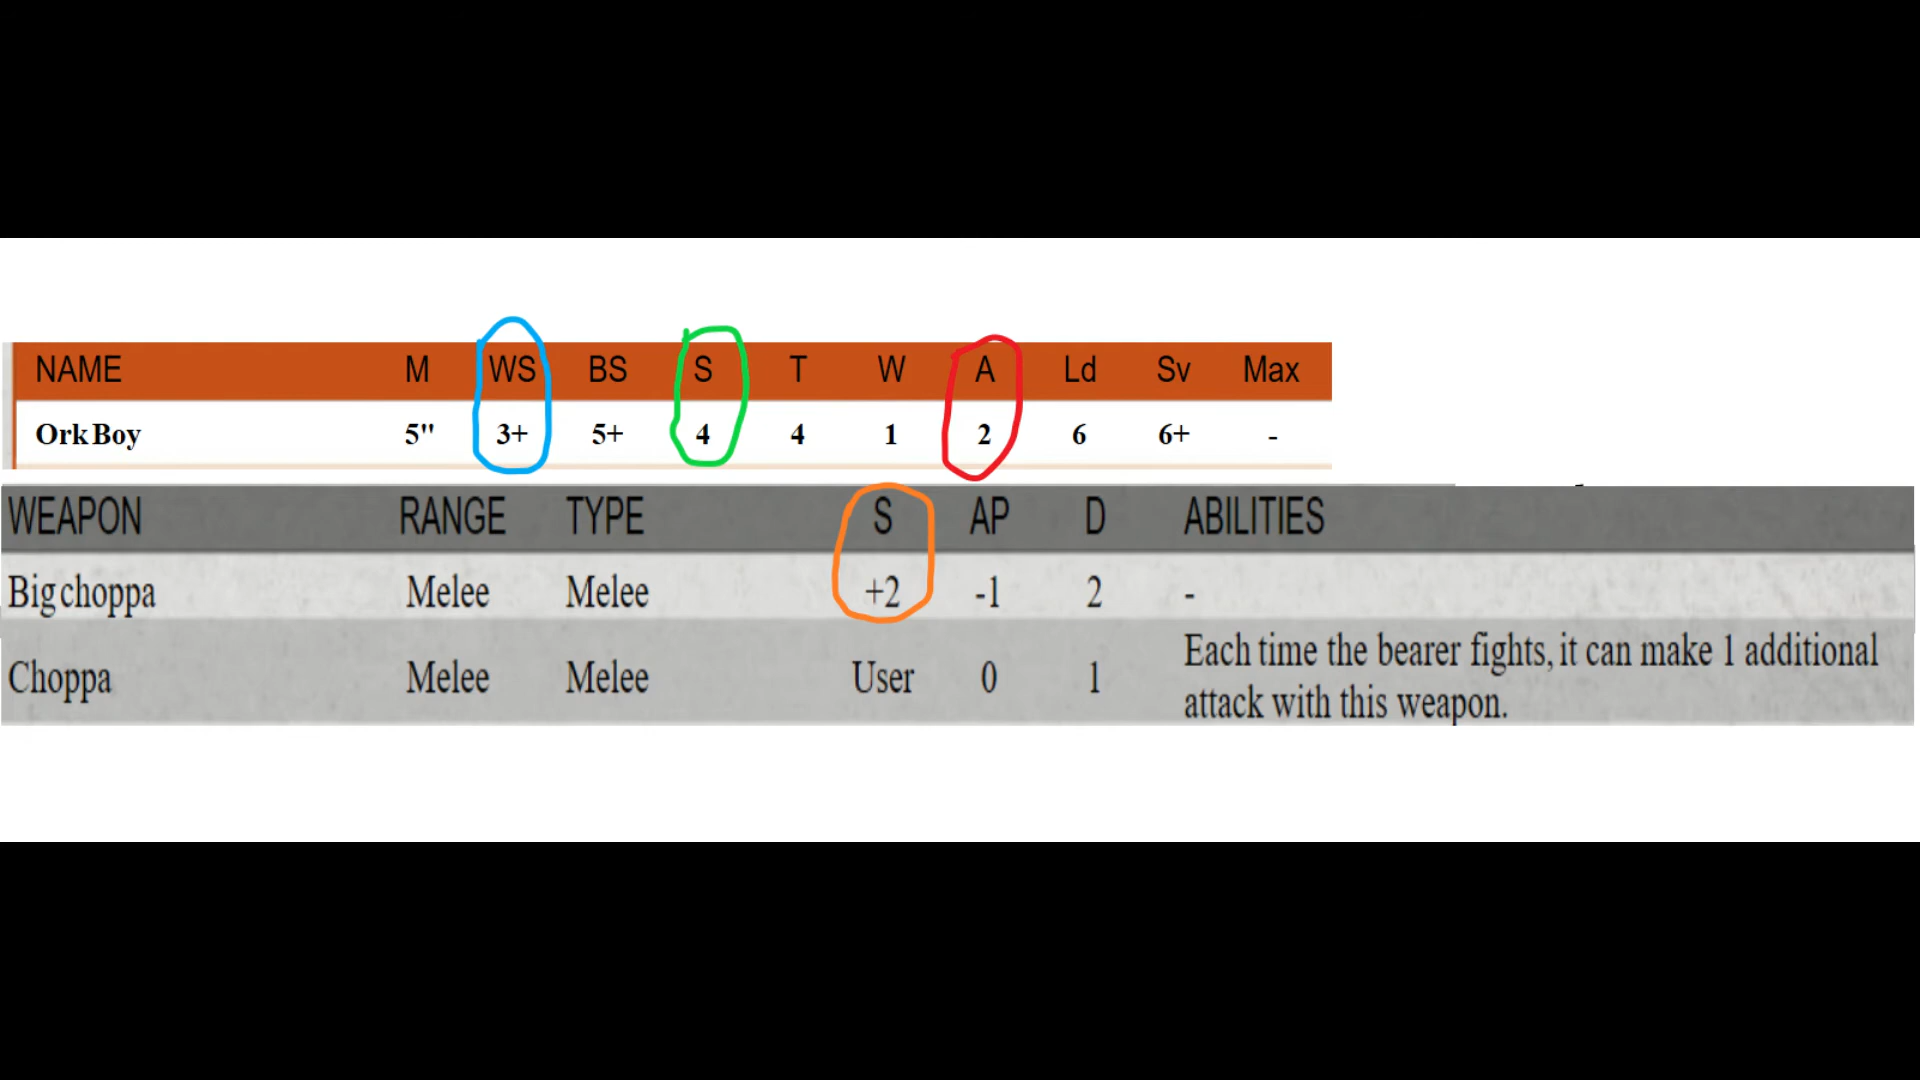 NAME M WS BS S T W A Ld Sv Max
Ork Boy 5" 3+ 5+ 4 4 1 2 6 6+ -
WEAPON RANGE TYPE S AP D ABILITIES
Big choppa Melee Melee +2 -1 2 -
Choppa Melee Melee User 0 1 Each time the bearer fights, it can make 1 additional
attack with this weapon.